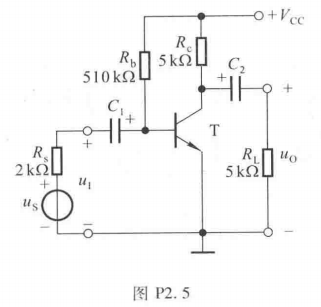 +V_CC
R_b
510 kΩ
R_c
5 kΩ
C_1
+
+
C_2
T
+
R_s
2 kΩ
+
u_S
−
+
u_I
−
R_L
5 kΩ
u_O
−
图 P2.5